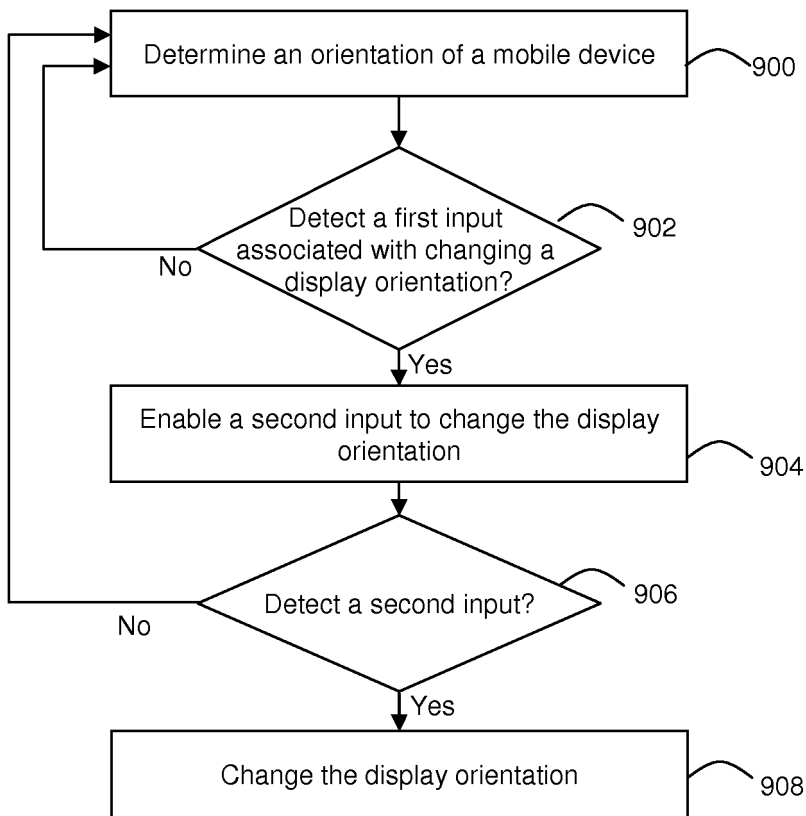 Determine an orientation of a mobile device
900
Detect a first input
associated with changing a
display orientation?
902
No
Yes
Enable a second input to change the display
orientation
904
Detect a second input?
906
No
Yes
Change the display orientation
908